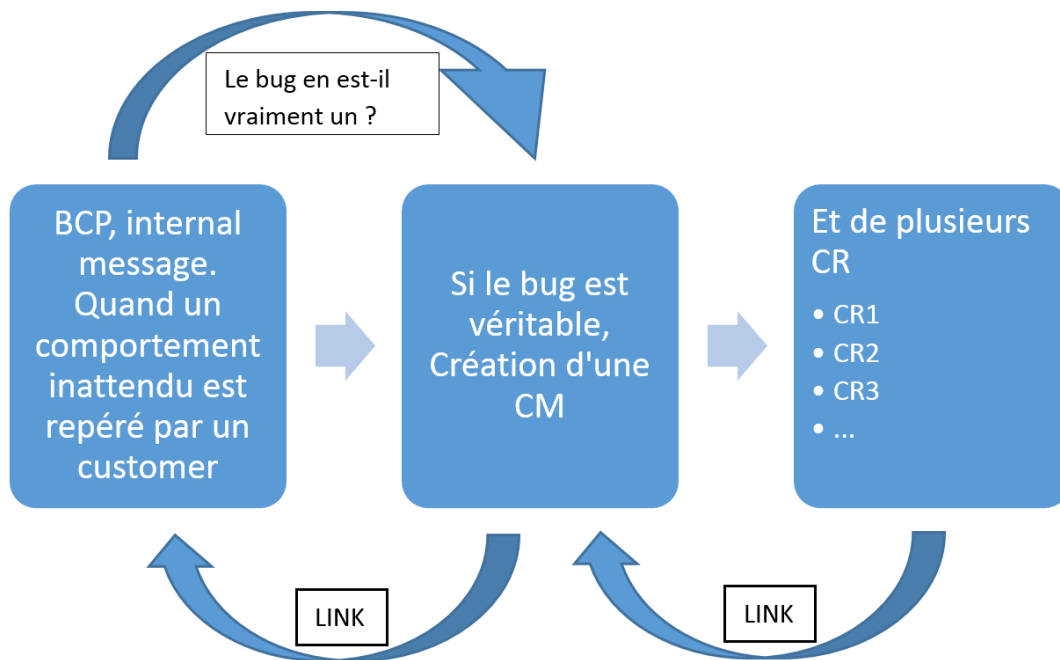 Le bug en est-il
vraiment un ?
BCP, internal
message.
Quand un
comportement
inattendu est
repéré par un
customer
Si le bug est
véritable,
Création d'une
CM
Et de plusieurs
CR
• CR1
• CR2
• CR3
• ...
LINK
LINK